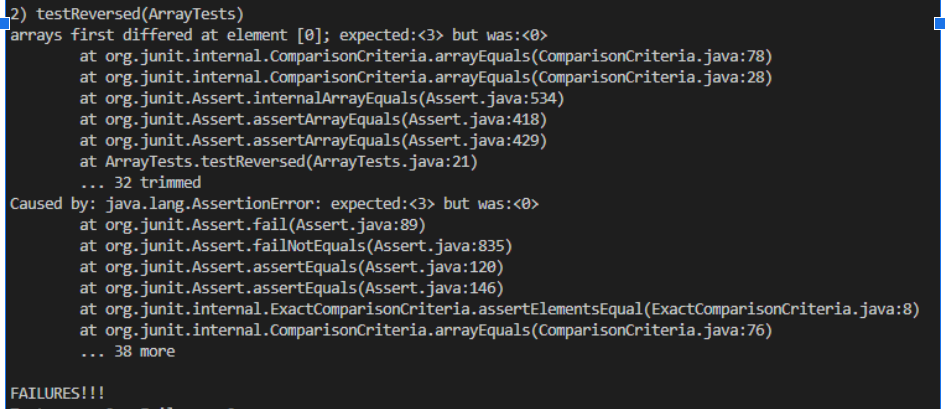 2) testReversed(ArrayTests)
arrays first differed at element [0]; expected:<3> but was:<0>
at org.junit.internal.ComparisonCriteria.arrayEquals(ComparisonCriteria.java:78)
at org.junit.internal.ComparisonCriteria.arrayEquals(ComparisonCriteria.java:28)
at org.junit.Assert.internalArrayEquals(Assert.java:534)
at org.junit.Assert.assertArrayEquals(Assert.java:418)
at org.junit.Assert.assertArrayEquals(Assert.java:429)
at ArrayTests.testReversed(ArrayTests.java:21)
... 32 trimmed
Caused by: java.lang.AssertionError: expected:<3> but was:<0>
at org.junit.Assert.fail(Assert.java:89)
at org.junit.Assert.failNotEquals(Assert.java:835)
at org.junit.Assert.assertEquals(Assert.java:120)
at org.junit.Assert.assertEquals(Assert.java:146)
at org.junit.internal.ExactComparisonCriteria.assertElementsEqual(ExactComparisonCriteria.java:8)
at org.junit.internal.ComparisonCriteria.arrayEquals(ComparisonCriteria.java:76)
... 38 more
FAILURES!!!